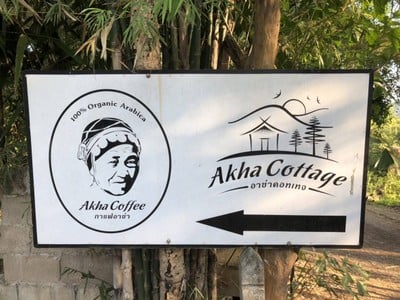 100% Organic Arabica
Akha Coffee
กาแฟอาข่า
Akha Cottage
อาข่าคอทเทจ